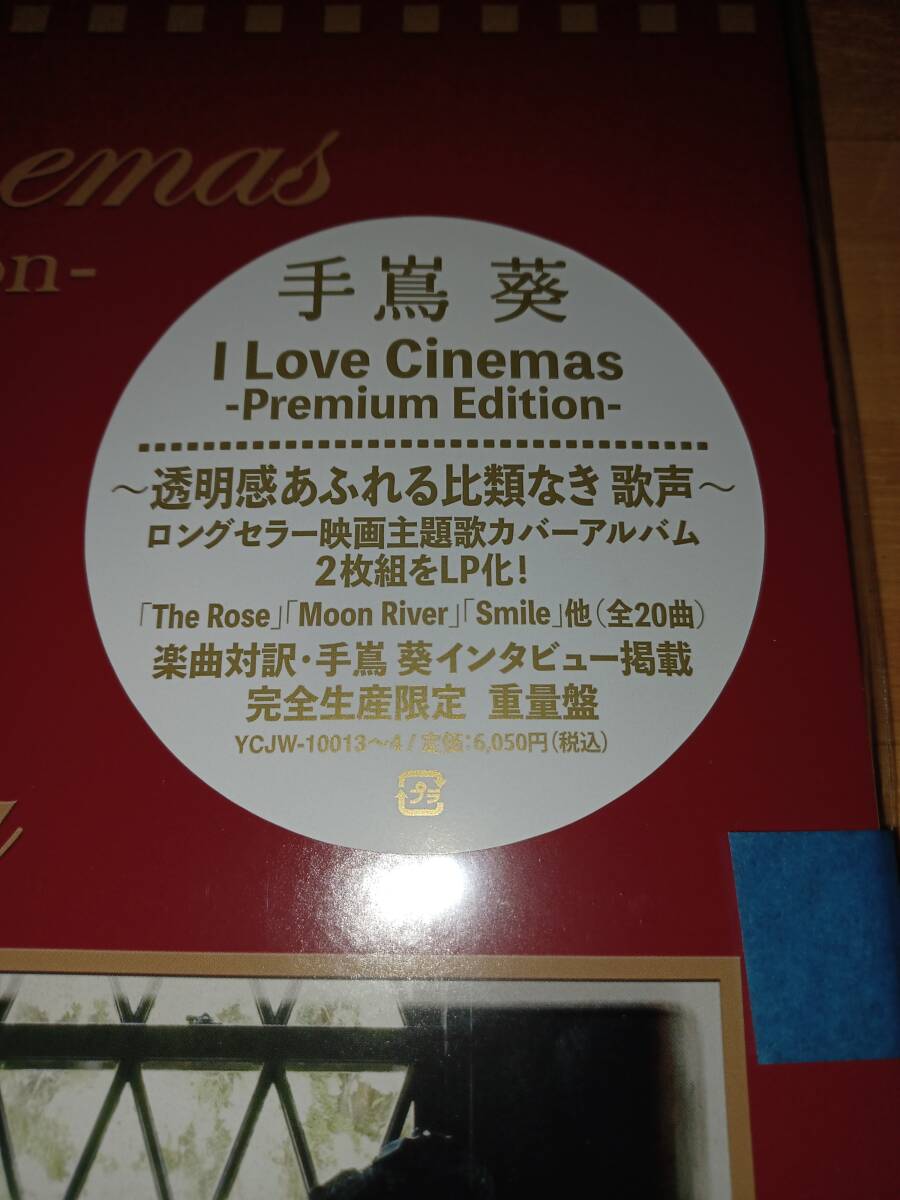 emas
on-
手嶌 葵
I Love Cinemas
-Premium Edition-
～透明感あふれる比類なき 歌声～
ロングセラー映画主題歌カバーアルバム
2枚組をLP化！
「The Rose」「Moon River」「Smile」他（全20曲）
楽曲対訳・手嶌 葵インタビュー掲載
完全生産限定 重量盤
YCJW-10013～4 / 定価：6,050円（税込）
プラ